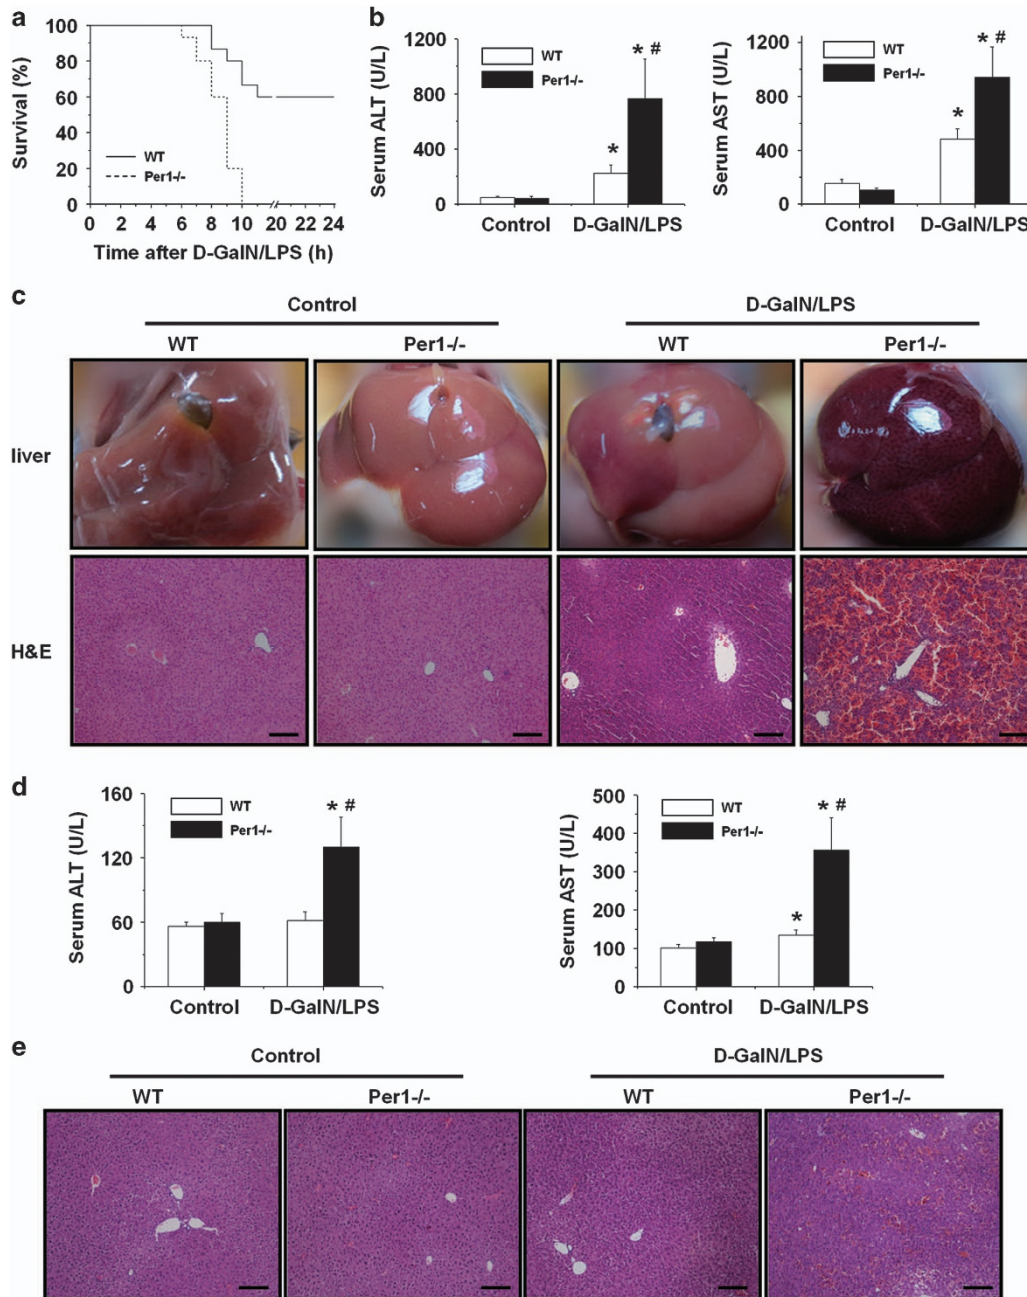 a
Survival (%)
100
80
60
40
20
0
WT
Per1-/-
0 2 4 6 8 10 20 22 24
Time after D-GalN/LPS (h)
b
Serum ALT (U/L)
1200
800
400
0
WT
Per1-/-
*
* #
Control D-GalN/LPS
Serum AST (U/L)
1200
800
400
0
WT
Per1-/-
*
* #
Control D-GalN/LPS
c
Control D-GalN/LPS
WT Per1-/- WT Per1-/-
liver
H&E
d
Serum ALT (U/L)
160
120
60
0
WT
Per1-/-
* #
Control D-GalN/LPS
Serum AST (U/L)
500
400
300
200
100
0
WT
Per1-/-
*
* #
Control D-GalN/LPS
e
Control D-GalN/LPS
WT Per1-/- WT Per1-/-